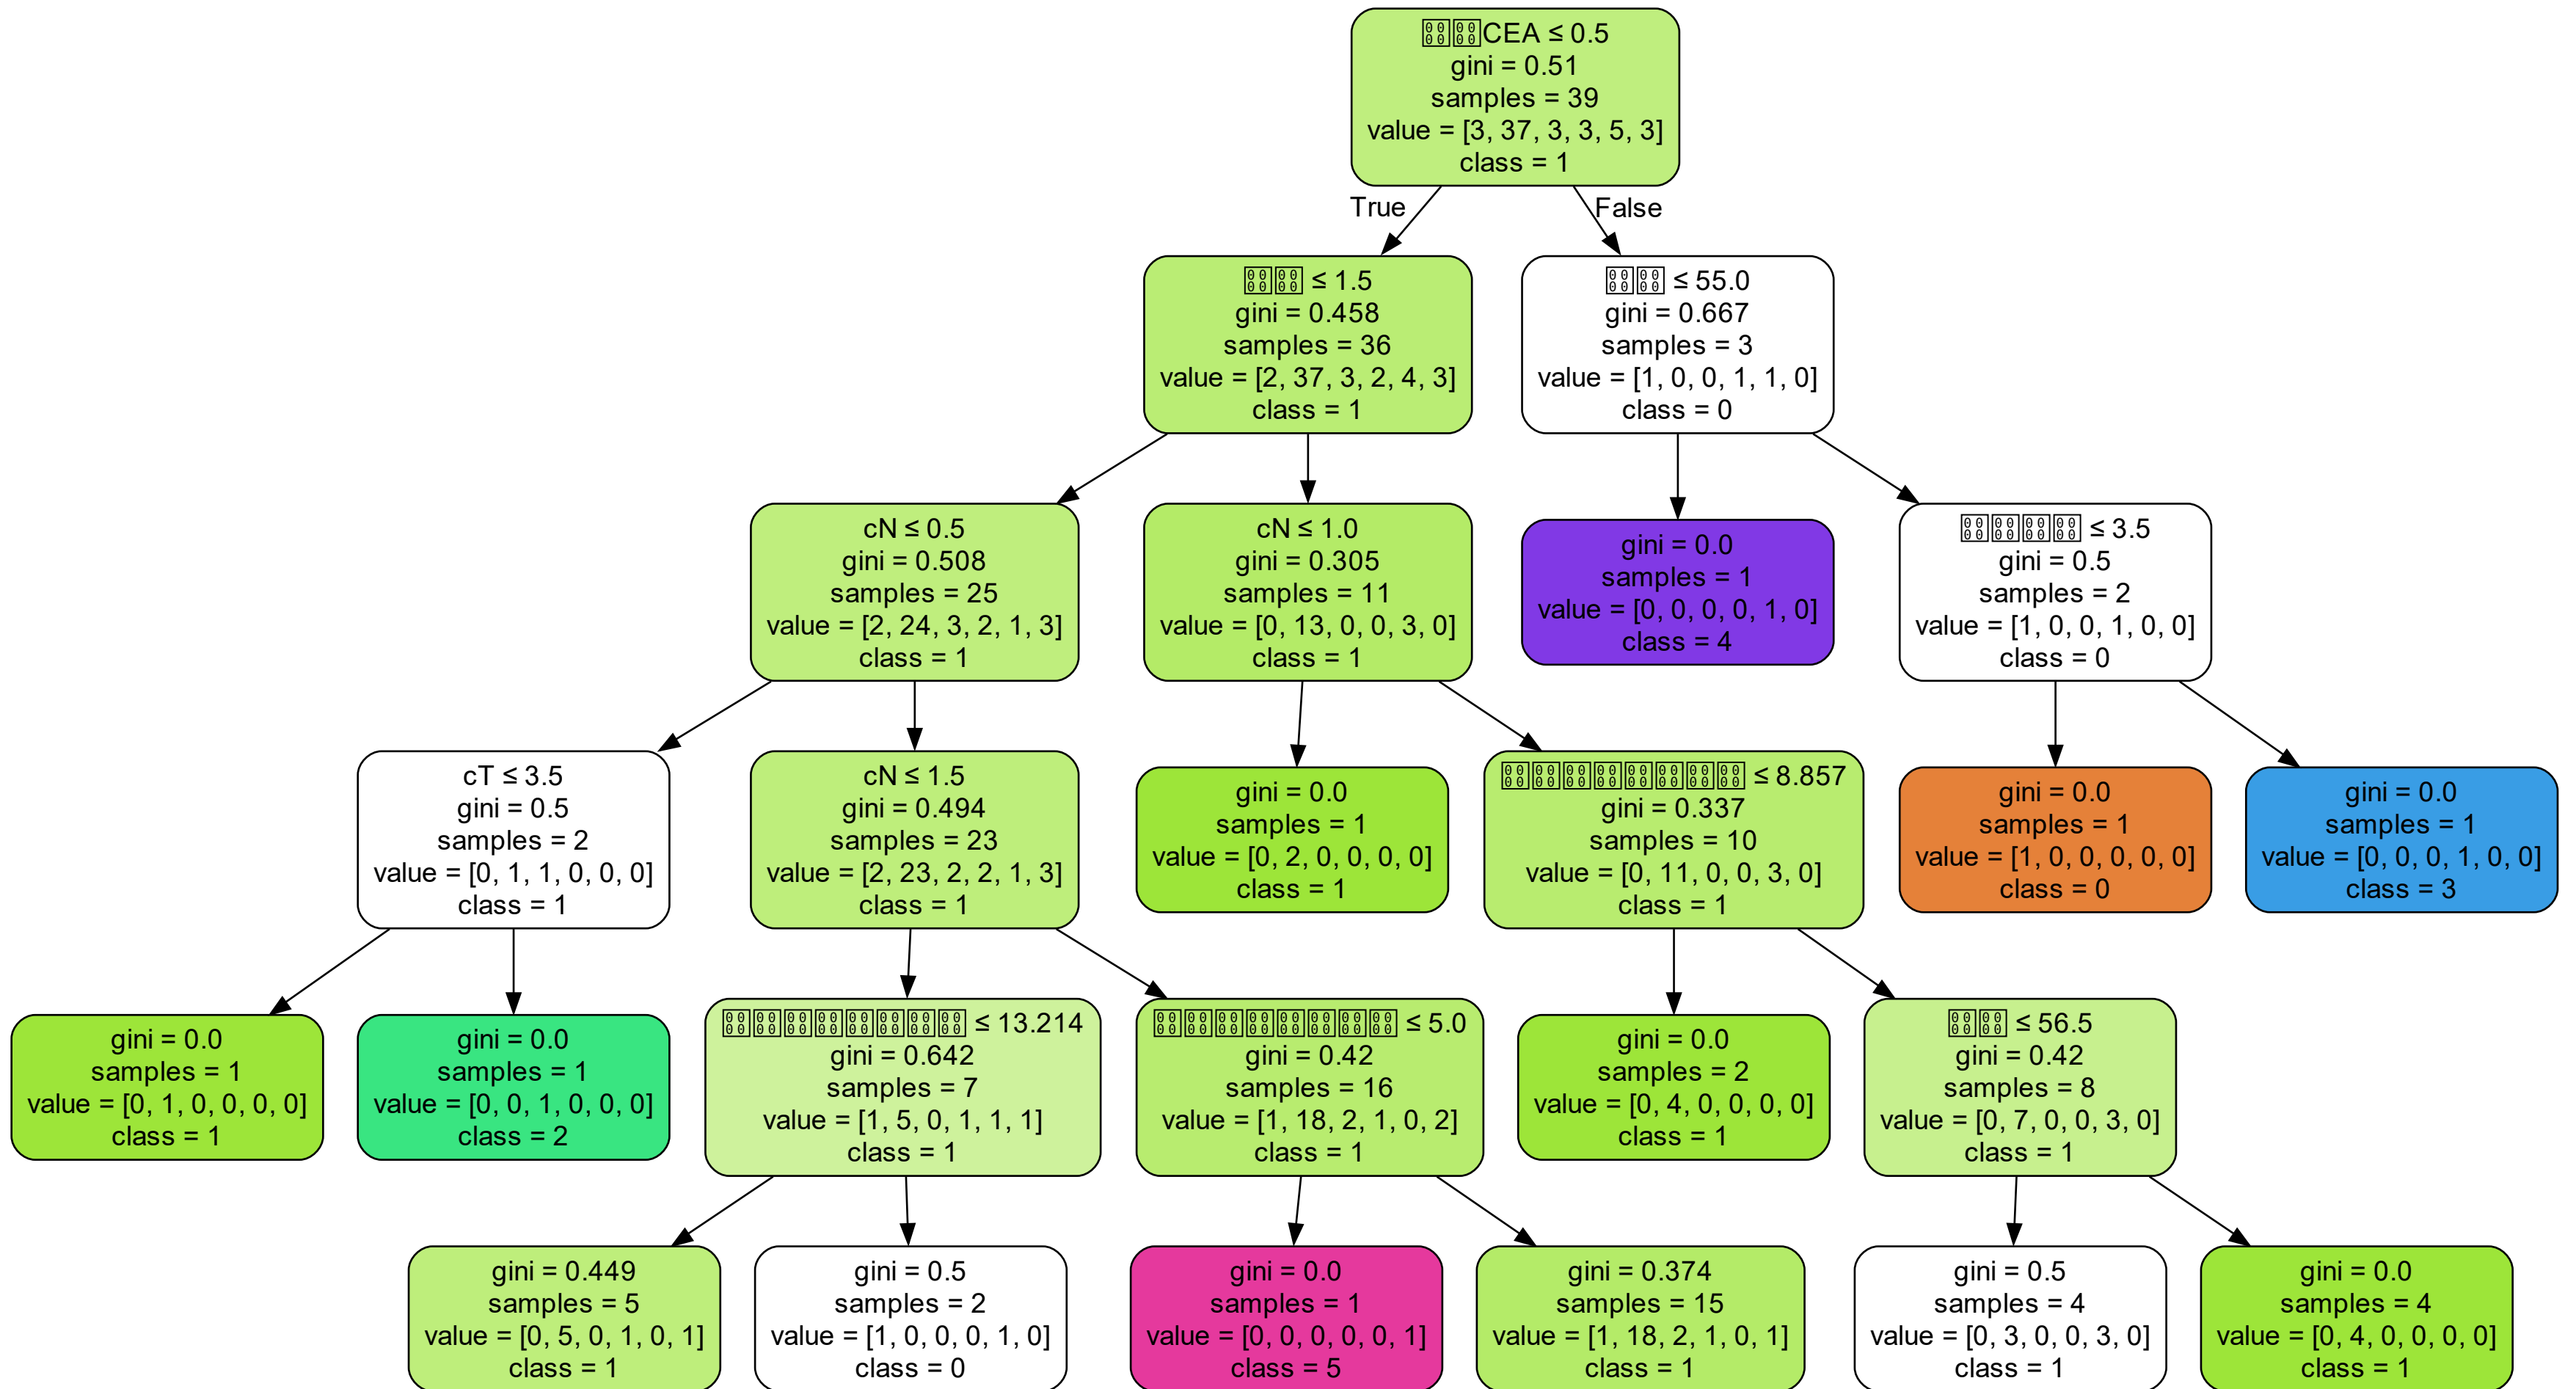 CEA ≤ 0.5
gini = 0.51
samples = 39
value = [3, 37, 3, 3, 5, 3]
class = 1
True
False
≤ 1.5
gini = 0.458
samples = 36
value = [2, 37, 3, 2, 4, 3]
class = 1
≤ 55.0
gini = 0.667
samples = 3
value = [1, 0, 0, 1, 1, 0]
class = 0
cN ≤ 0.5
gini = 0.508
samples = 25
value = [2, 24, 3, 2, 1, 3]
class = 1
cN ≤ 1.0
gini = 0.305
samples = 11
value = [0, 13, 0, 0, 3, 0]
class = 1
gini = 0.0
samples = 1
value = [0, 0, 0, 0, 1, 0]
class = 4
≤ 3.5
gini = 0.5
samples = 2
value = [1, 0, 0, 1, 0, 0]
class = 0
cT ≤ 3.5
gini = 0.5
samples = 2
value = [0, 1, 1, 0, 0, 0]
class = 1
cN ≤ 1.5
gini = 0.494
samples = 23
value = [2, 23, 2, 2, 1, 3]
class = 1
gini = 0.0
samples = 1
value = [0, 2, 0, 0, 0, 0]
class = 1
≤ 8.857
gini = 0.337
samples = 10
value = [0, 11, 0, 0, 3, 0]
class = 1
gini = 0.0
samples = 1
value = [1, 0, 0, 0, 0, 0]
class = 0
gini = 0.0
samples = 1
value = [0, 0, 0, 1, 0, 0]
class = 3
gini = 0.0
samples = 1
value = [0, 1, 0, 0, 0, 0]
class = 1
gini = 0.0
samples = 1
value = [0, 0, 1, 0, 0, 0]
class = 2
≤ 13.214
gini = 0.642
samples = 7
value = [1, 5, 0, 1, 1, 1]
class = 1
≤ 5.0
gini = 0.42
samples = 16
value = [1, 18, 2, 1, 0, 2]
class = 1
gini = 0.0
samples = 2
value = [0, 4, 0, 0, 0, 0]
class = 1
≤ 56.5
gini = 0.42
samples = 8
value = [0, 7, 0, 0, 3, 0]
class = 1
gini = 0.449
samples = 5
value = [0, 5, 0, 1, 0, 1]
class = 1
gini = 0.5
samples = 2
value = [1, 0, 0, 0, 1, 0]
class = 0
gini = 0.0
samples = 1
value = [0, 0, 0, 0, 0, 1]
class = 5
gini = 0.374
samples = 15
value = [1, 18, 2, 1, 0, 1]
class = 1
gini = 0.5
samples = 4
value = [0, 3, 0, 0, 3, 0]
class = 1
gini = 0.0
samples = 4
value = [0, 4, 0, 0, 0, 0]
class = 1